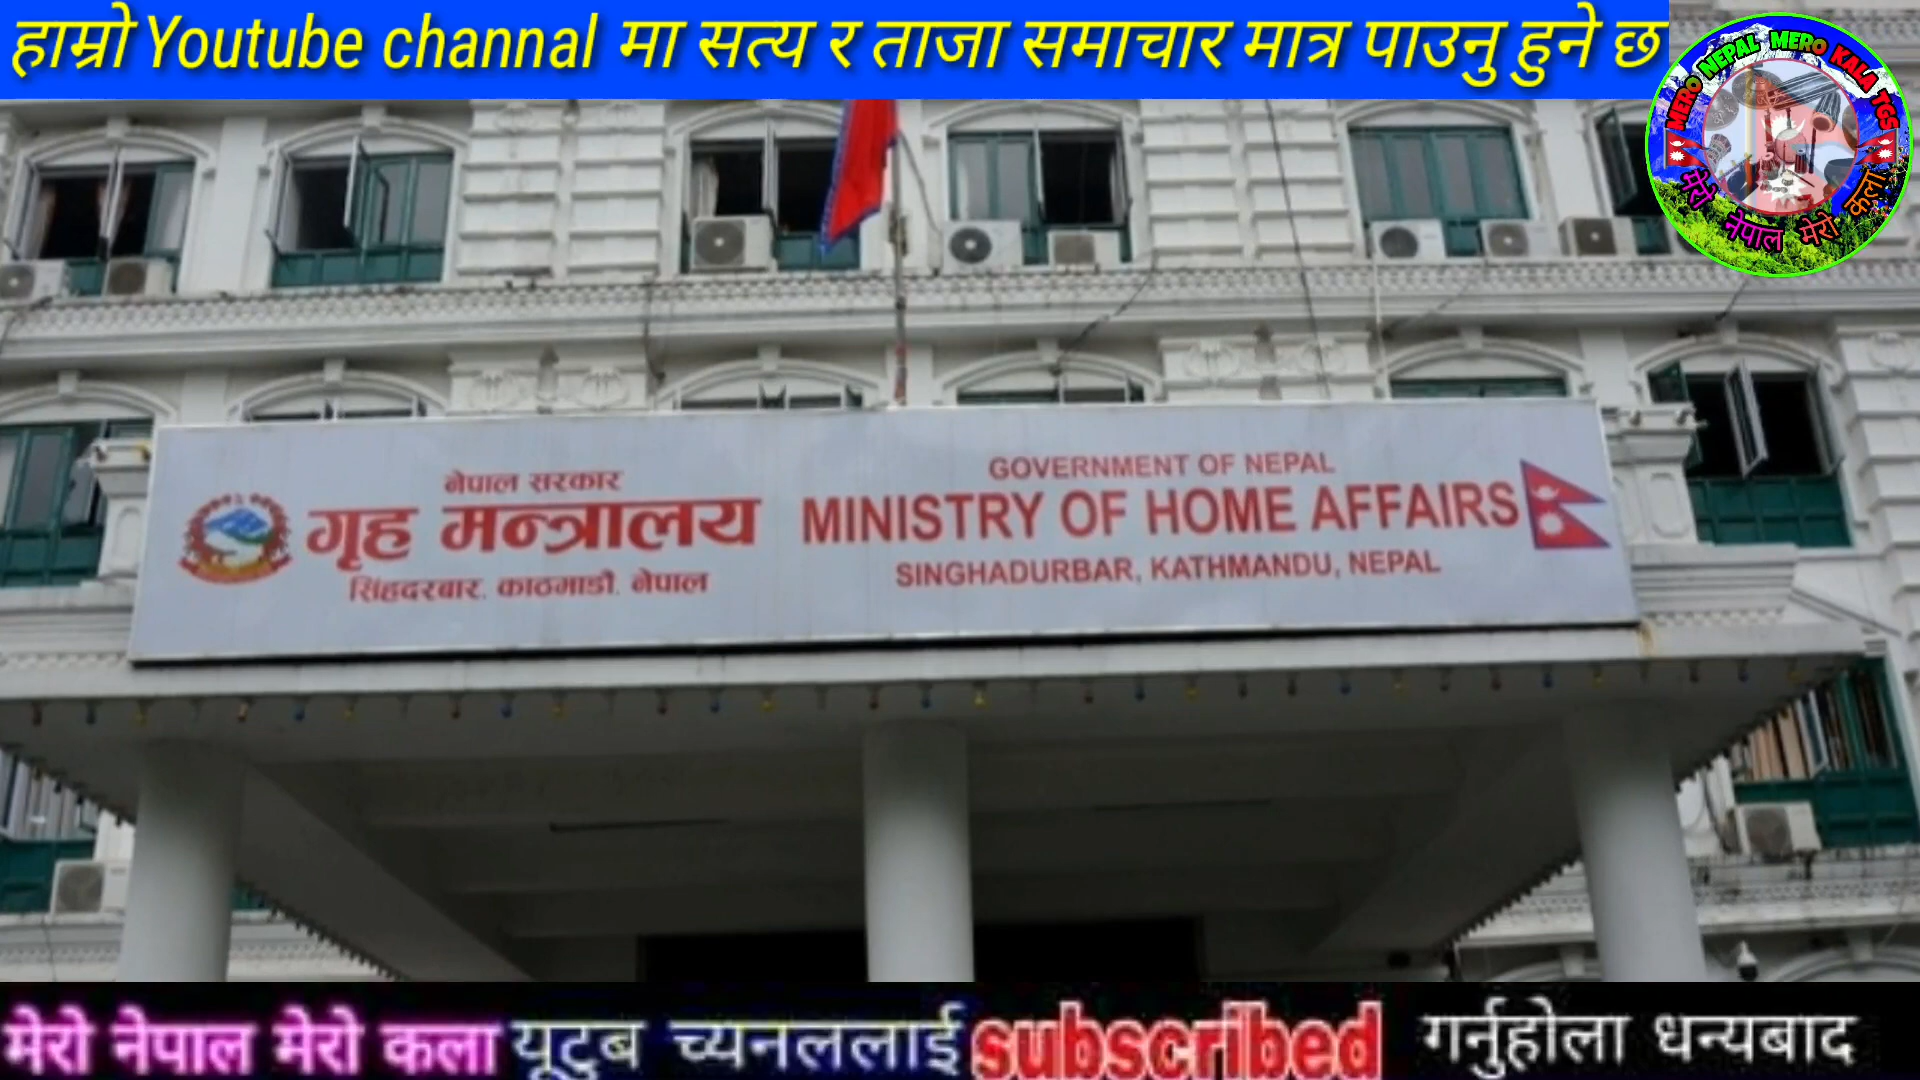 हाम्रो Youtube channal मा सत्य र ताजा समाचार मात्र पाउनु हुने छ
MERO NEPAL MERO KALA TGS
मेरो नेपाल मेरो कला
नेपाल सरकार
गृह मन्त्रालय
सिंहदरबार, काठमाडौं, नेपाल
GOVERNMENT OF NEPAL
MINISTRY OF HOME AFFAIRS
SINGHADURBAR, KATHMANDU, NEPAL
मेरो नेपाल मेरो कला यूटुब च्यनललाई subscribed गर्नुहोला धन्यबाद